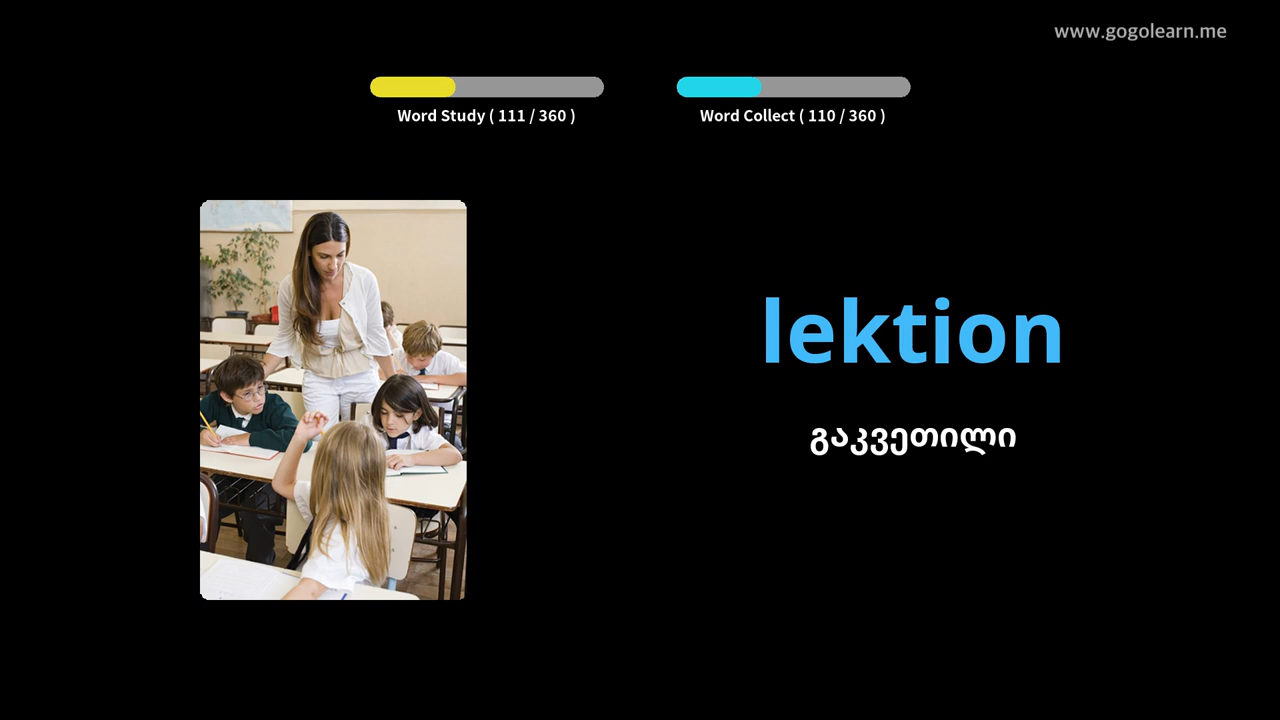 www.gogolearn.me
Word Study ( 111 / 360 )
Word Collect ( 110 / 360 )
lektion
გაკვეთილი